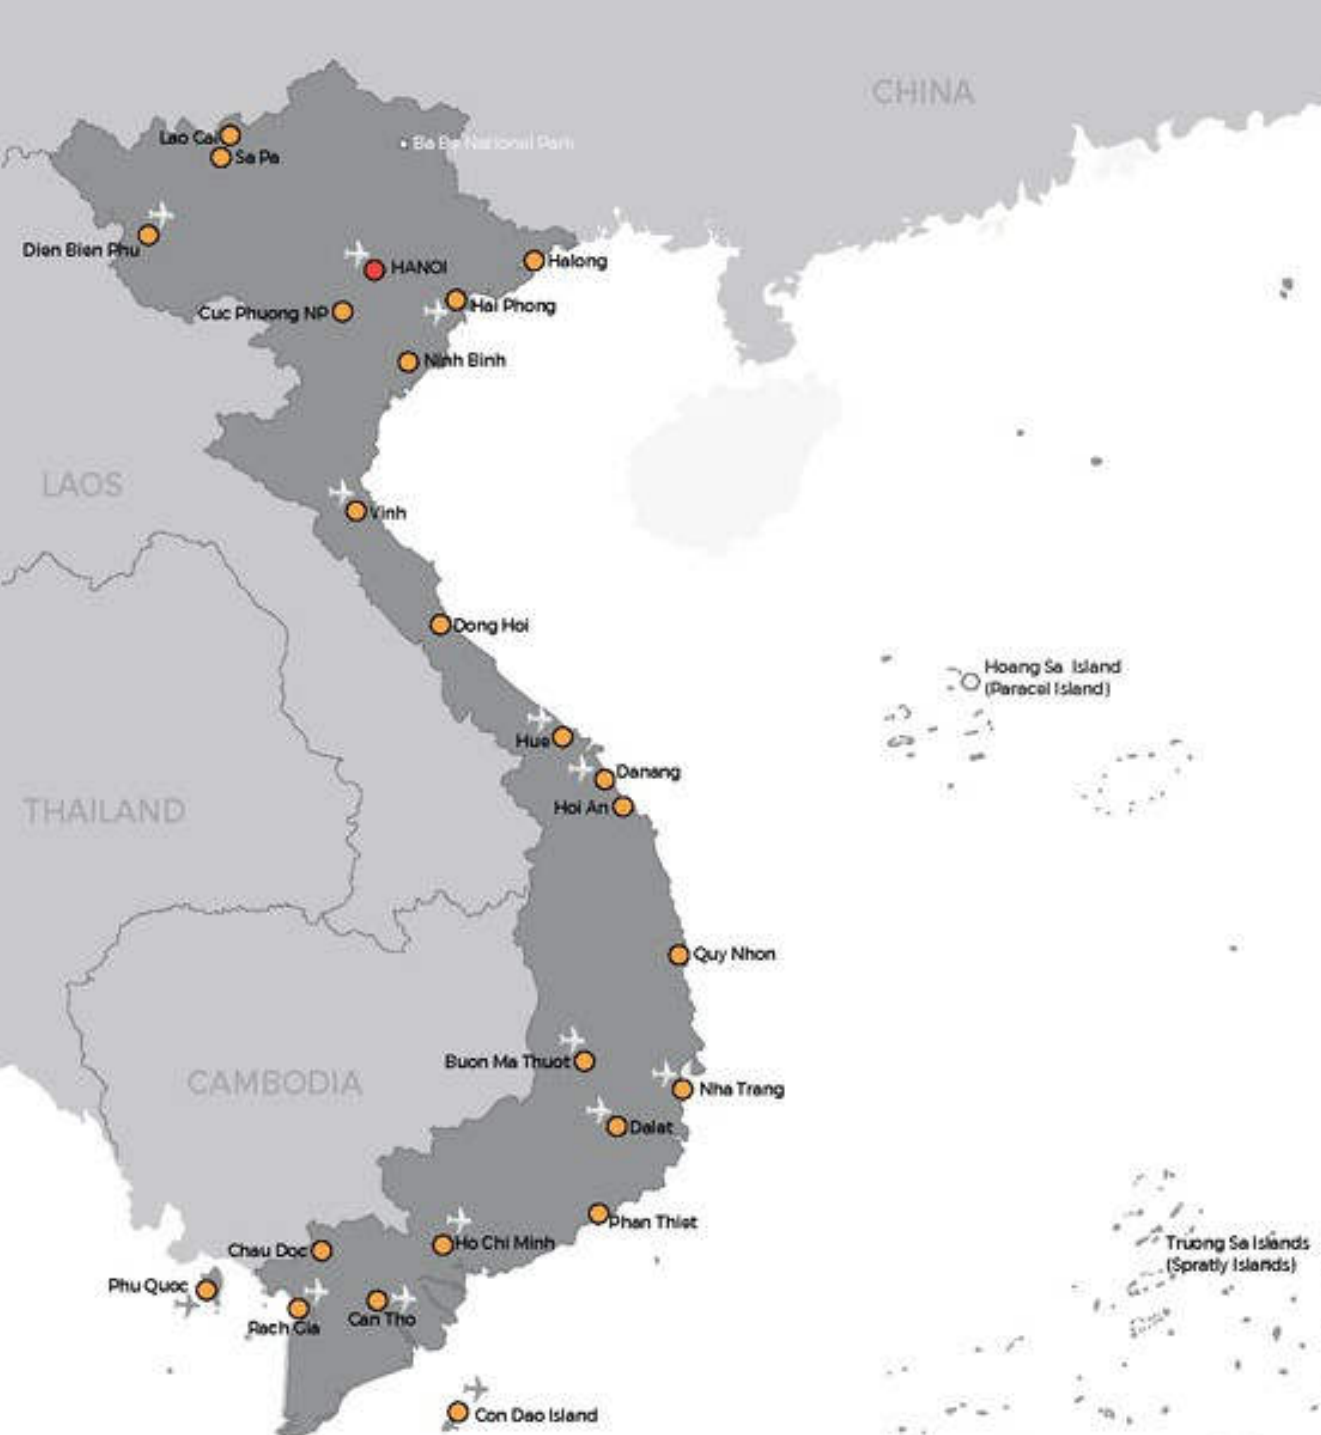 CHINA
Lao Cai
Ba Be National Park
Sa Pa
Dien Bien Phu
HANOI
Halong
Cuc Phuong NP
Hai Phong
Ninh Binh
LAOS
Vinh
Dong Hoi
Hoang Sa Island
(Paracel Island)
Hue
Danang
THAILAND
Hoi An
Quy Nhon
Buon Ma Thuot
CAMBODIA
Nha Trang
Dalat
Phan Thiet
Chau Doc
Ho Chi Minh
Truong Sa Islands
(Spratly Islands)
Phu Quoc
Rach Gia
Can Tho
Con Dao Island